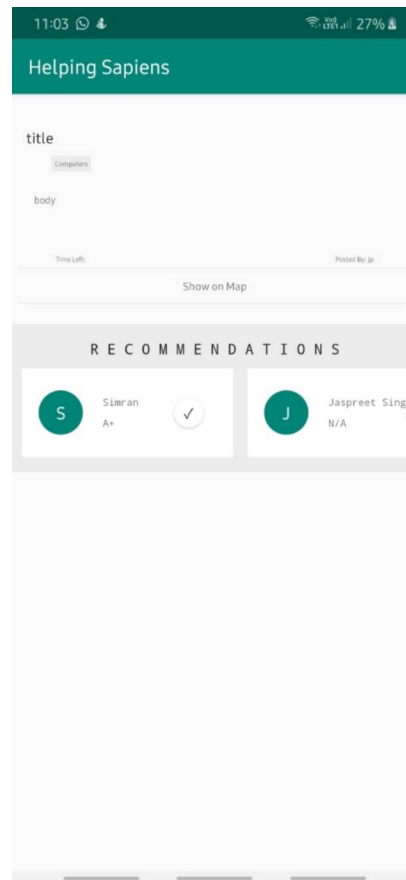 11:03 27%
Helping Sapiens
title
Computers
body
Time Left: Posted By: jp
Show on Map
RECOMMENDATIONS
S Simran J Jaspreet Sing
A+ N/A